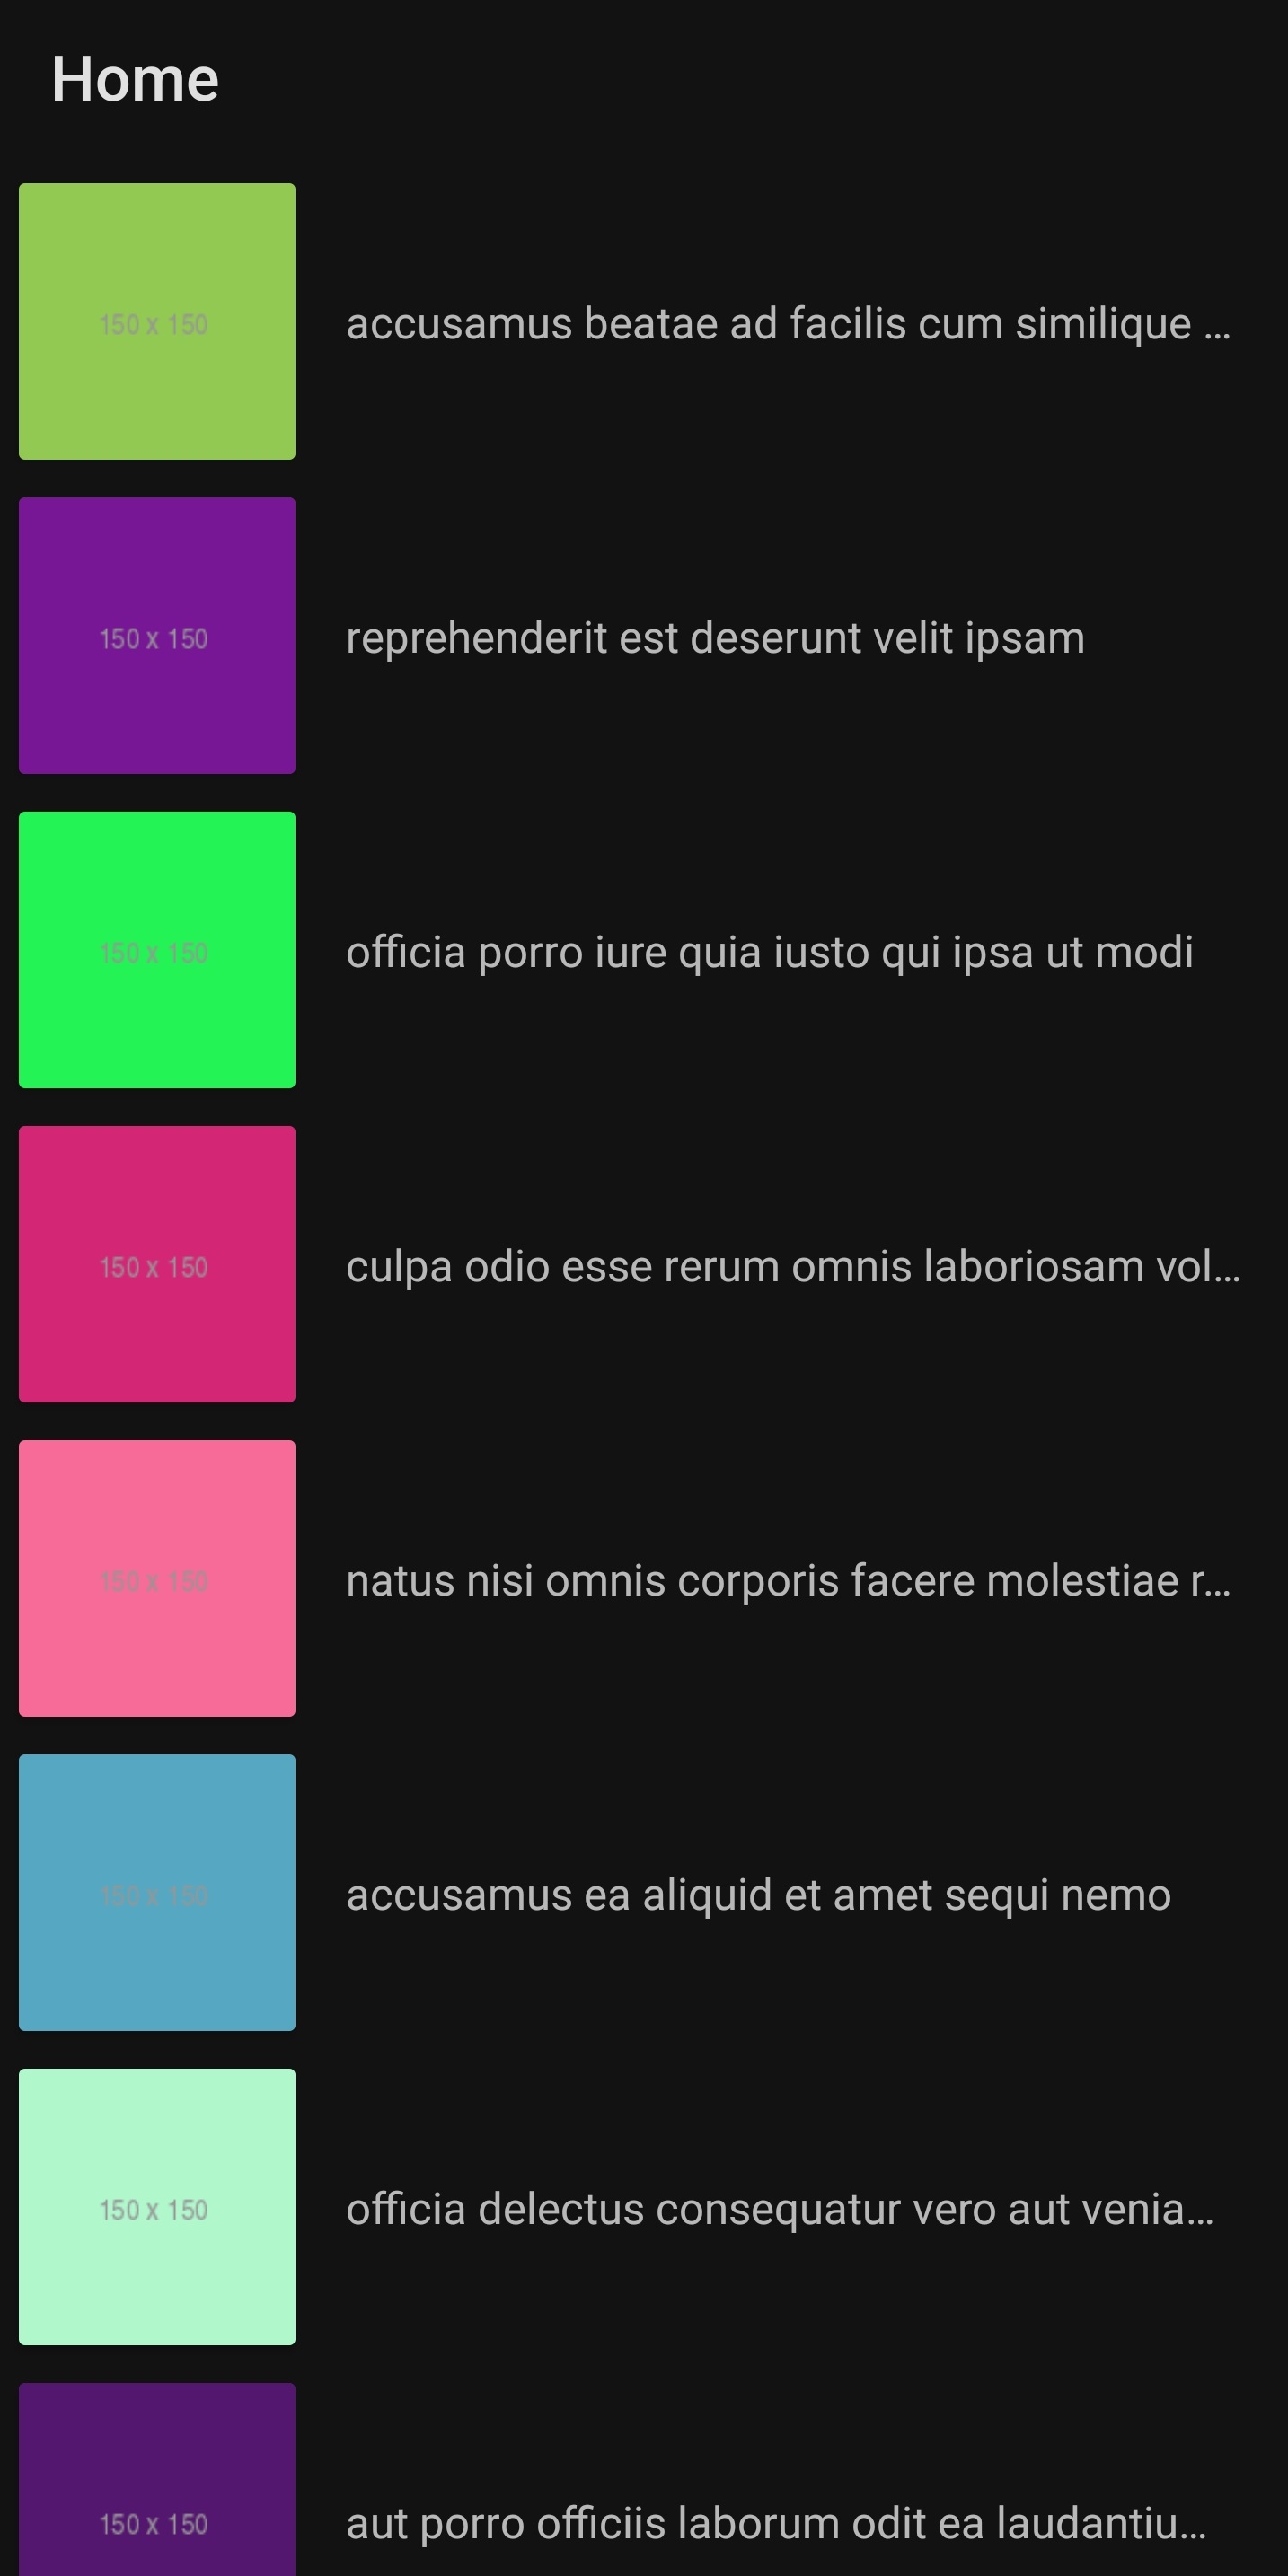 Home
150 x 150
accusamus beatae ad facilis cum similique ...
150 x 150
reprehenderit est deserunt velit ipsam
150 x 150
officia porro iure quia iusto qui ipsa ut modi
150 x 150
culpa odio esse rerum omnis laboriosam vol...
150 x 150
natus nisi omnis corporis facere molestiae r...
150 x 150
accusamus ea aliquid et amet sequi nemo
150 x 150
officia delectus consequatur vero aut venia...
150 x 150
aut porro officiis laborum odit ea laudantiu...